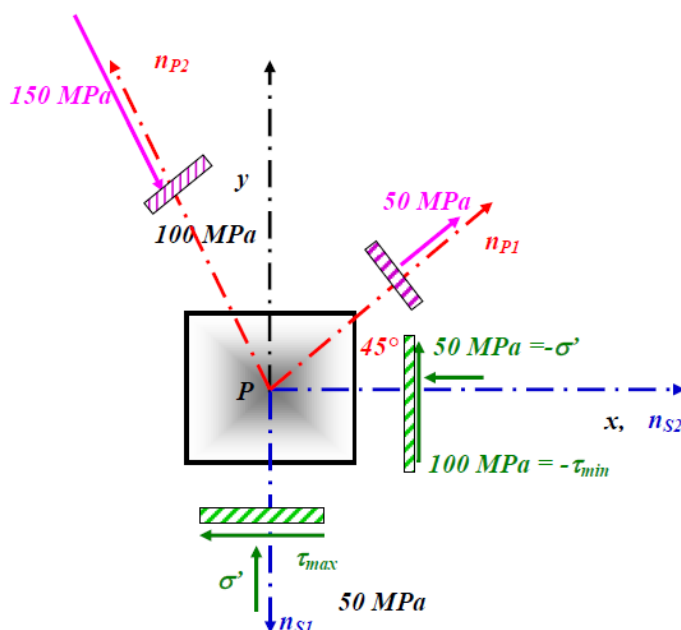 n_P2
150 MPa
y
50 MPa
100 MPa
n_P1
45°
50 MPa =-σ'
P
x, n_S2
100 MPa = -τ_min
τ_max
σ'
50 MPa
n_S1